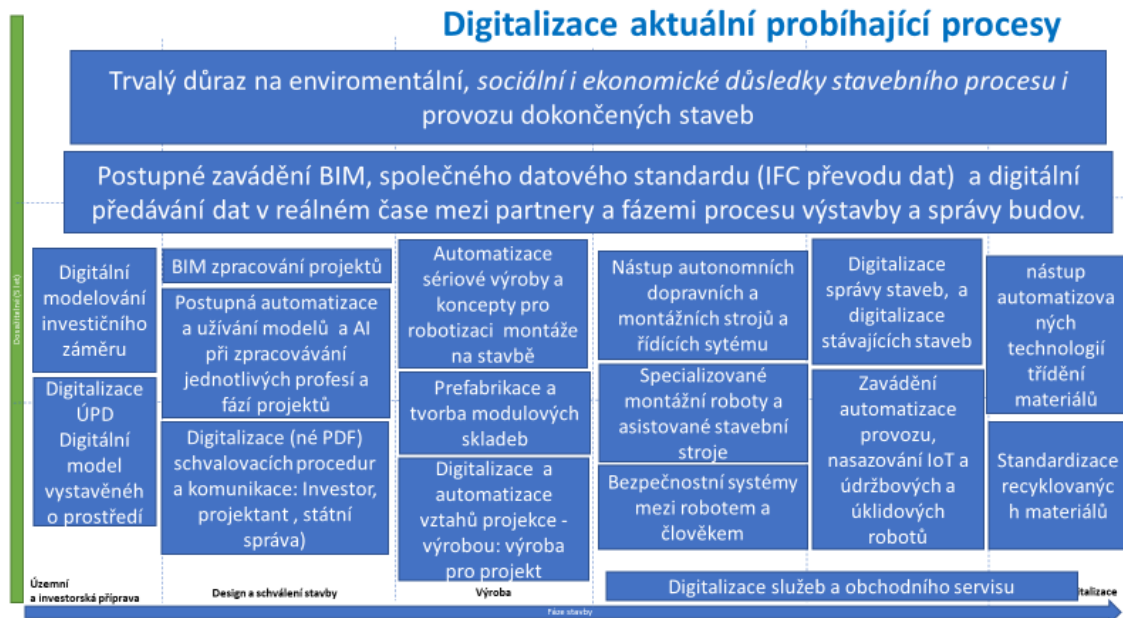 Digitalizace aktuální probíhající procesy
Trvalý důraz na enviromentální, sociální i ekonomické důsledky stavebního procesu i
provozu dokončených staveb
Postupné zavádění BIM, společného datového standardu (IFC převodu dat)  a digitální
předávání dat v reálném čase mezi partnery a fázemi procesu výstavby a správy budov.
Digitální
modelování
investičního
záměru
Digitalizace
ÚPD
Digitální
model
vystavěnéh
o prostředí
BIM zpracování projektů
Postupná automatizace
a užívání modelů  a AI
při zpracovávání
jednotlivých profesí a
fází projektů
Digitalizace (né PDF)
schvalovacích procedur
a komunikace: Investor,
projektant , státní
správa)
Automatizace
sériové výroby a
koncepty pro
robotizaci  montáže
na stavbě
Prefabrikace a
tvorba modulových
skladeb
Digitalizace  a
automatizace
vztahů projekce -
výrobou: výroba
pro projekt
Nástup autonomních
dopravních a
montážních strojů a
řídících sytému
Specializované
montážní roboty a
asistované stavební
stroje
Bezpečnostní systémy
mezi robotem a
člověkem
Digitalizace
správy staveb,  a
digitalizace
stávajících staveb
Zavádění
automatizace
provozu,
nasazování IoT a
údržbových a
úklidových
robotů
nástup
automatizova
ných
technologií
třídění
materiálů
Standardizace
recyklovanýc
h materiálů
Dosažitelné (5 let)
Územní
a investorská příprava
Design a schválení stavby
Výroba
Digitalizace služeb a obchodního servisu
italizace
Fáze stavby